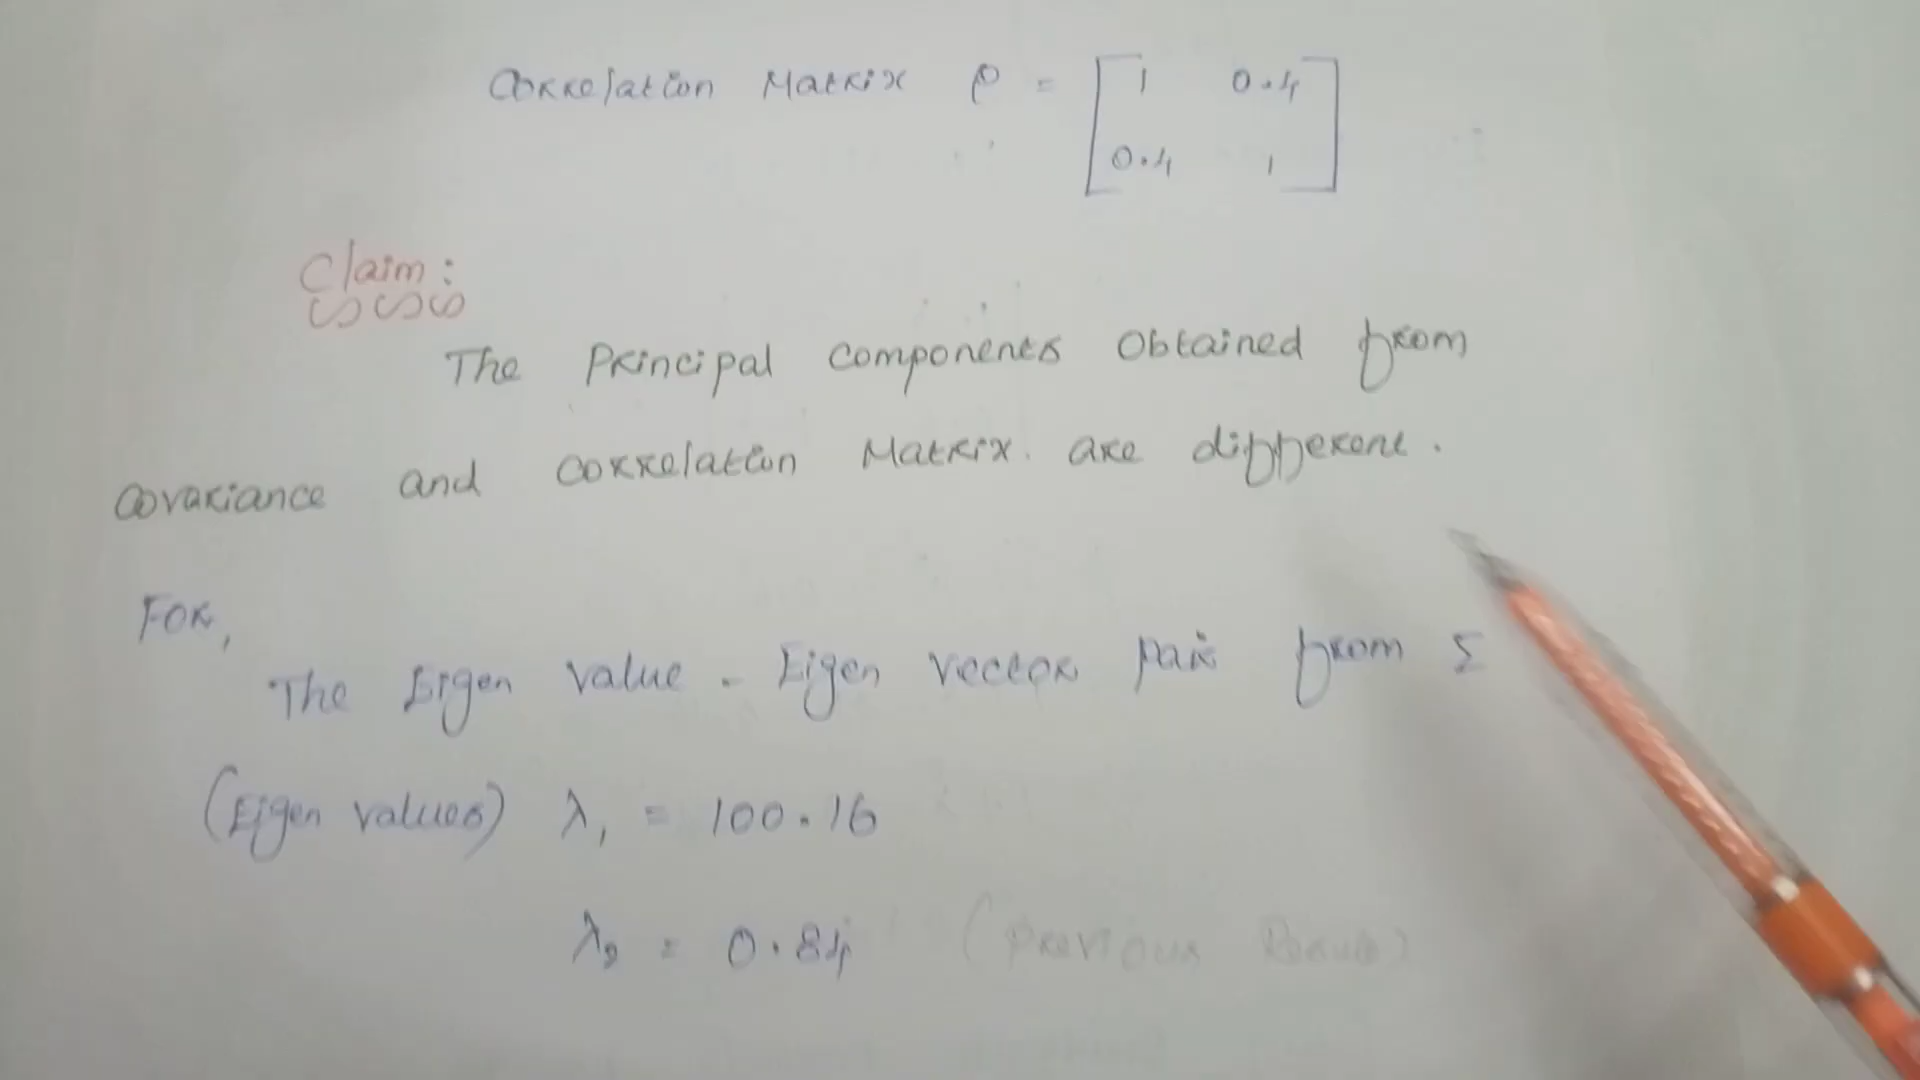 Correlation Matrix ρ = [ 1 0.4
0.4 1 ]
Claim:
The Principal components obtained from
covariance and correlation Matrix. are different.
For,
The Eigen value - Eigen vector pair from Σ
(Eigen values) λ₁ = 100.16
λ₂ = 0.84 (Previous